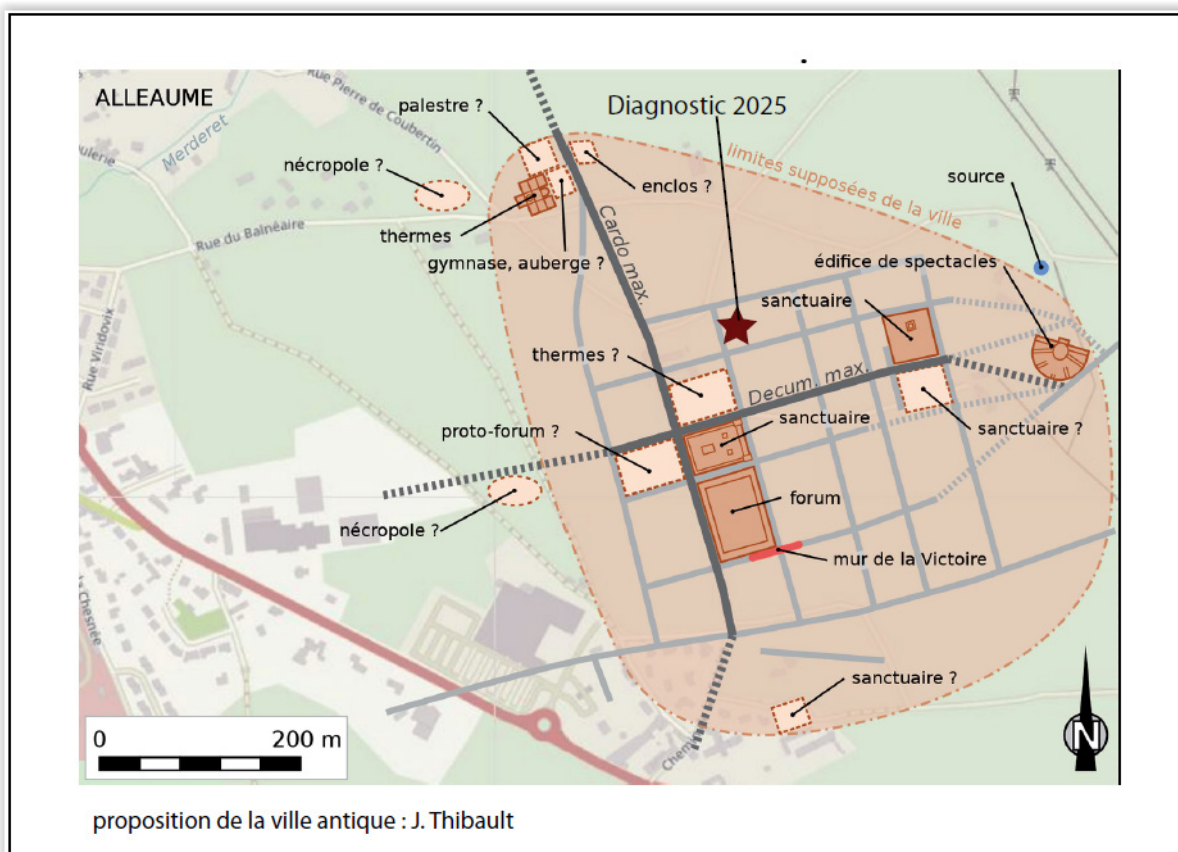 ALLEAUME
Rue Pierre de Coubertin
palestre ?
Diagnostic 2025
Merderet
nécropole ?
limites supposées de la ville
enclos ?
source
thermes
Rue du Balnéaire
Cardo max.
gymnase, auberge ?
édifice de spectacles
sanctuaire
Rue Viridovix
thermes ?
Decum. max.
proto-forum ?
sanctuaire
sanctuaire ?
forum
nécropole ?
mur de la Victoire
la Chesnée
sanctuaire ?
0 200 m
N
proposition de la ville antique : J. Thibault